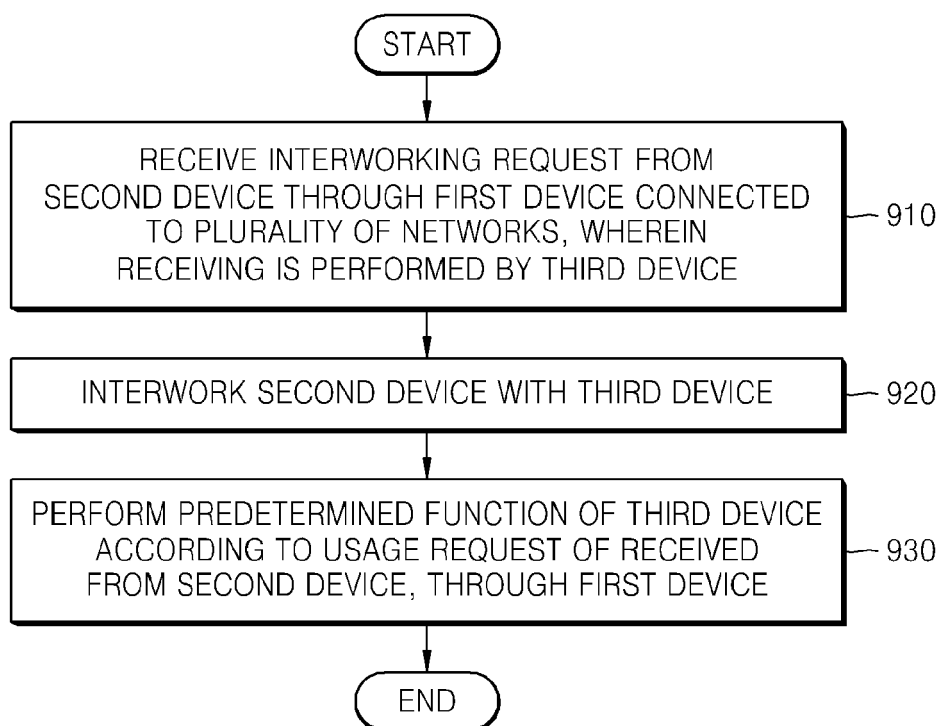 START
RECEIVE INTERWORKING REQUEST FROM
SECOND DEVICE THROUGH FIRST DEVICE CONNECTED
TO PLURALITY OF NETWORKS, WHEREIN
RECEIVING IS PERFORMED BY THIRD DEVICE
910
INTERWORK SECOND DEVICE WITH THIRD DEVICE
920
PERFORM PREDETERMINED FUNCTION OF THIRD DEVICE
ACCORDING TO USAGE REQUEST OF RECEIVED
FROM SECOND DEVICE, THROUGH FIRST DEVICE
930
END